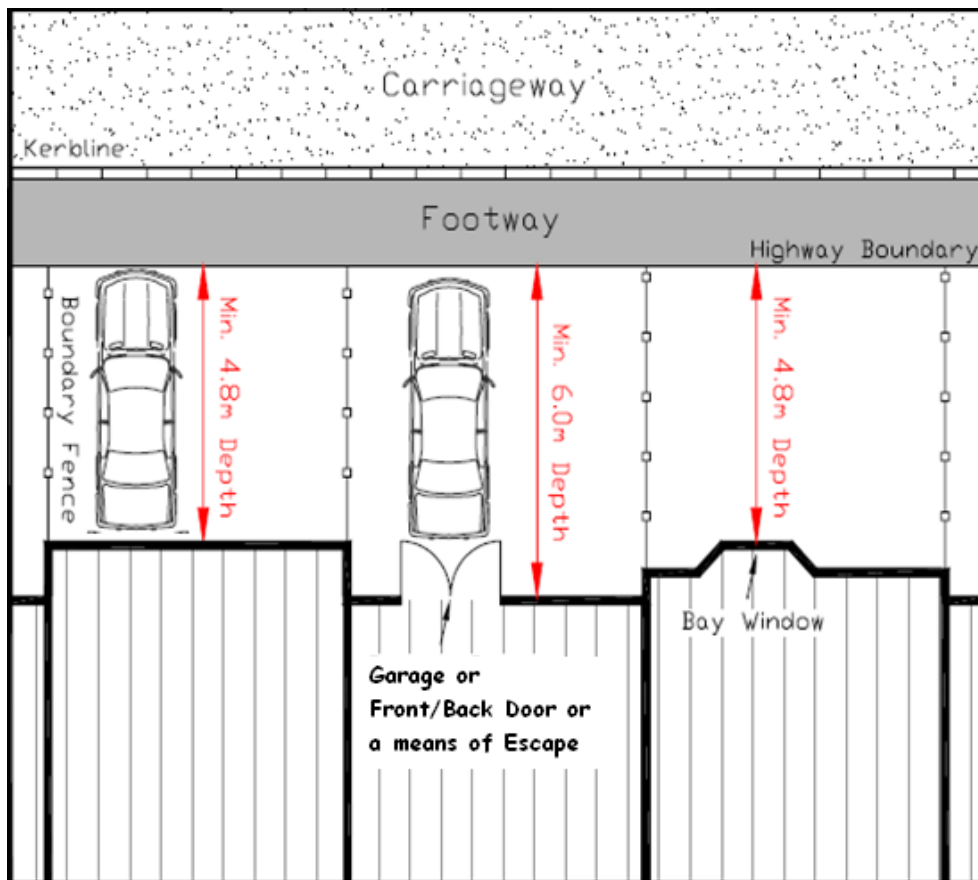 Carriageway
Kerbline
Footway
Highway Boundary
Boundary Fence
Min. 4.8m Depth
Min. 6.0m Depth
Min. 4.8m Depth
Bay Window
Garage or
Front/Back Door or
a means of Escape